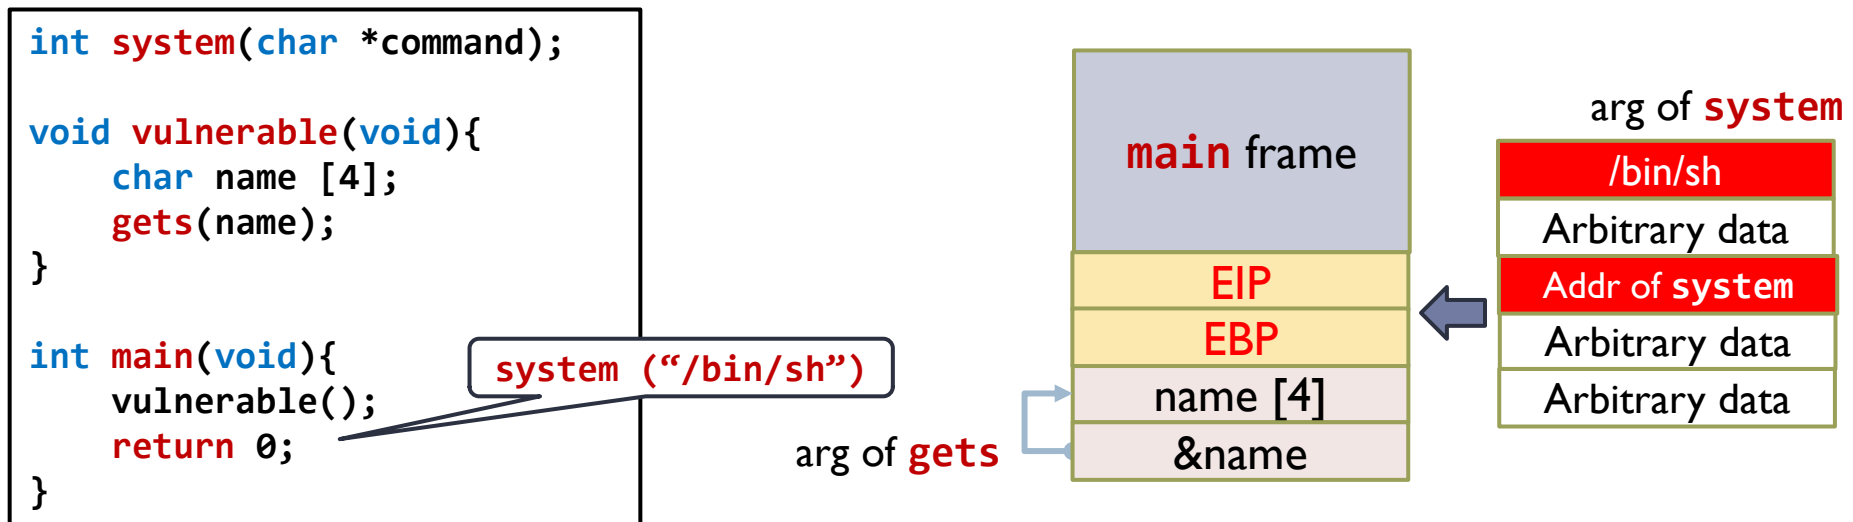 int system(char *command);
void vulnerable(void){
char name [4];
gets(name);
}
int main(void){
vulnerable();
return 0;
}
system (“/bin/sh”)
main frame
EIP
EBP
name [4]
&name
arg of gets
arg of system
/bin/sh
Arbitrary data
Addr of system
Arbitrary data
Arbitrary data